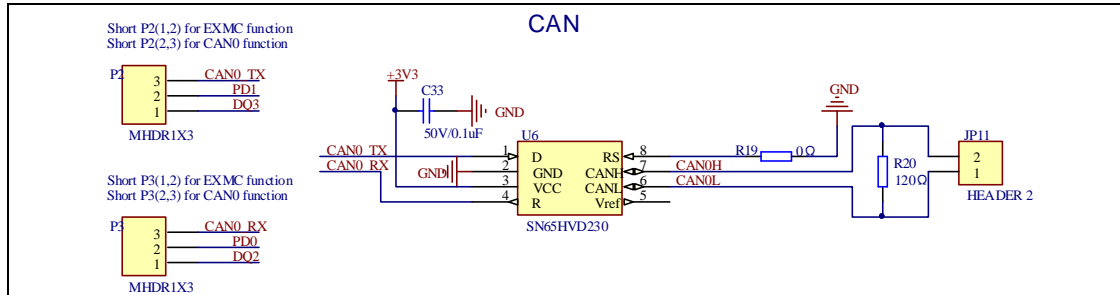 CAN
Short P2(1,2) for EXMC function
Short P2(2,3) for CAN0 function
P2
3 CAN0_TX
2 PD1
1 DQ3
MHDR1X3
Short P3(1,2) for EXMC function
Short P3(2,3) for CAN0 function
P3
3 CAN0_RX
2 PD0
1 DQ2
MHDR1X3
+3V3
C33
GND
50V/0.1uF
U6
CAN0_TX 1 D
GND 2 GND
3 VCC
CAN0_RX 4 R
RS 8
CANH 7 CAN0H
CANL 6 CAN0L
Vref 5
SN65HVD230
GND
R19 0Ω
R20
120Ω
JP11
2
1
HEADER 2